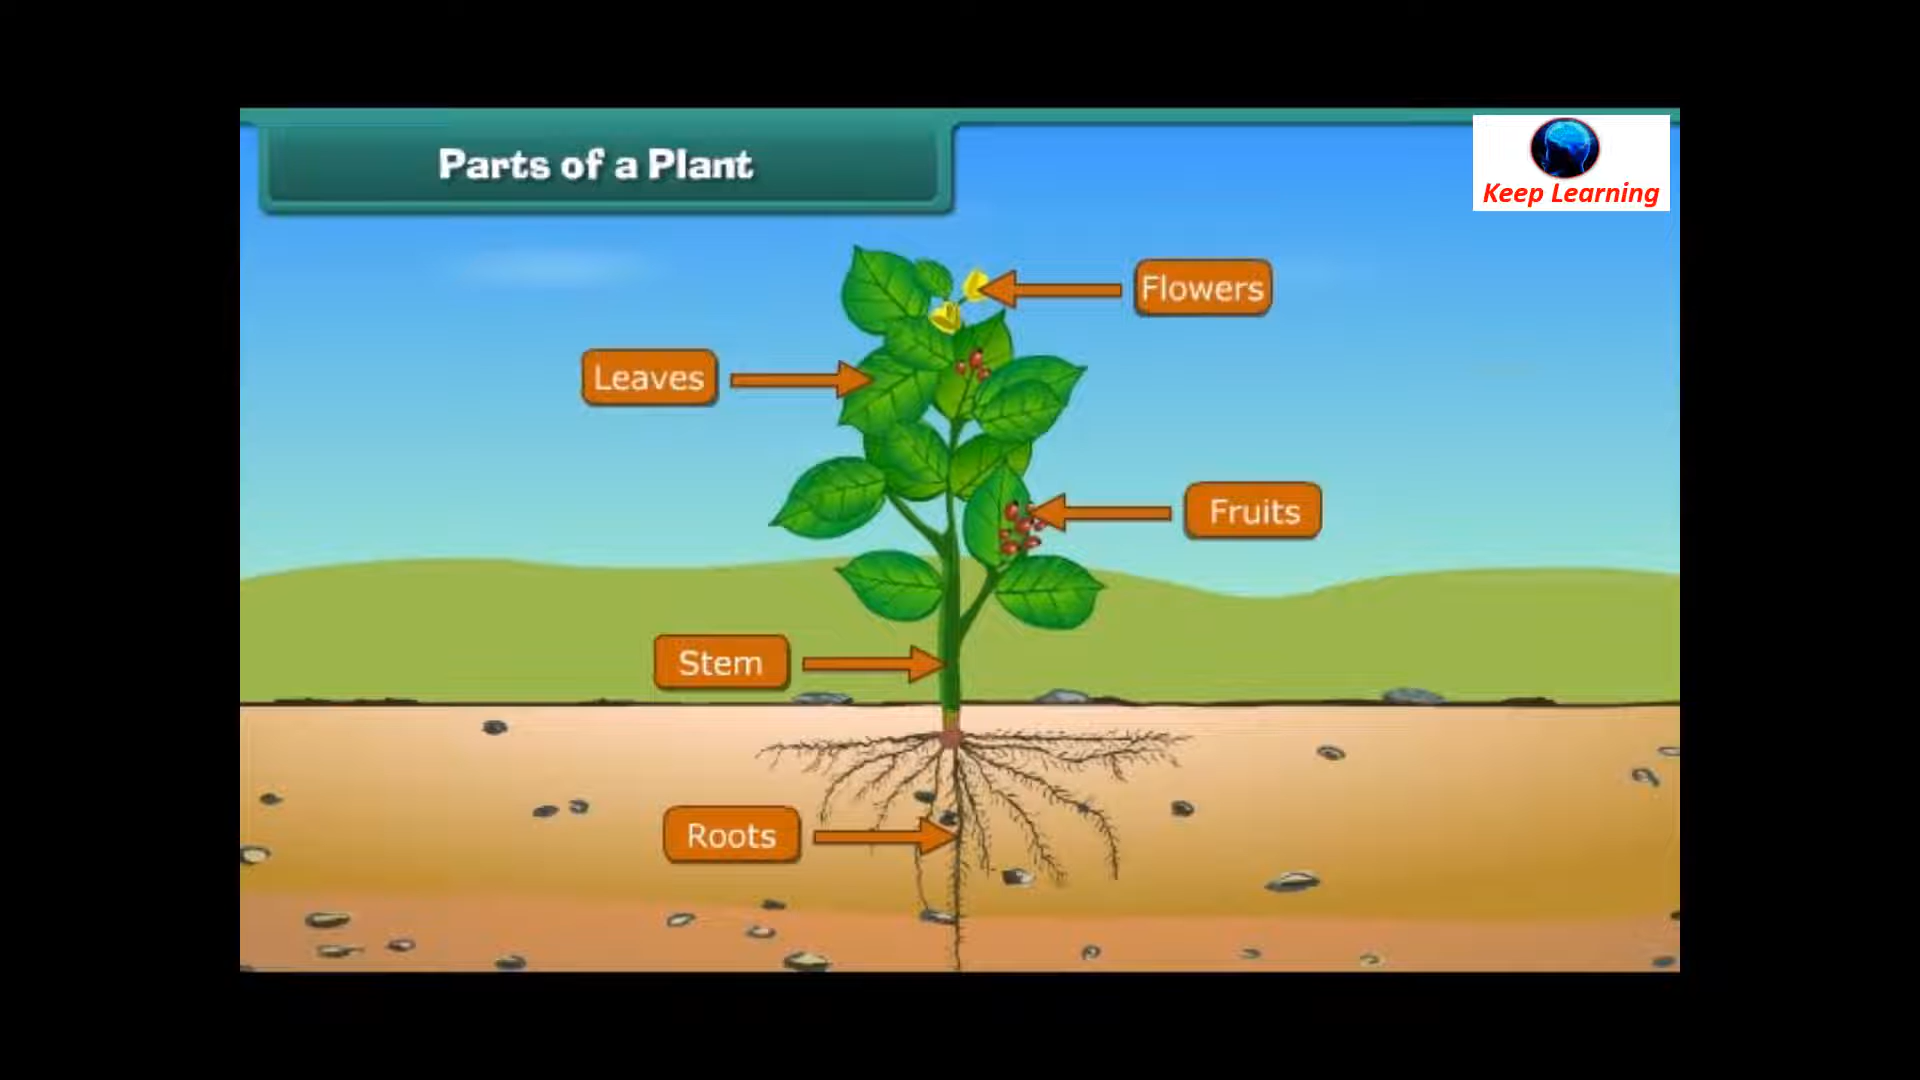 Parts of a Plant
Keep Learning
Flowers
Leaves
Fruits
Stem
Roots